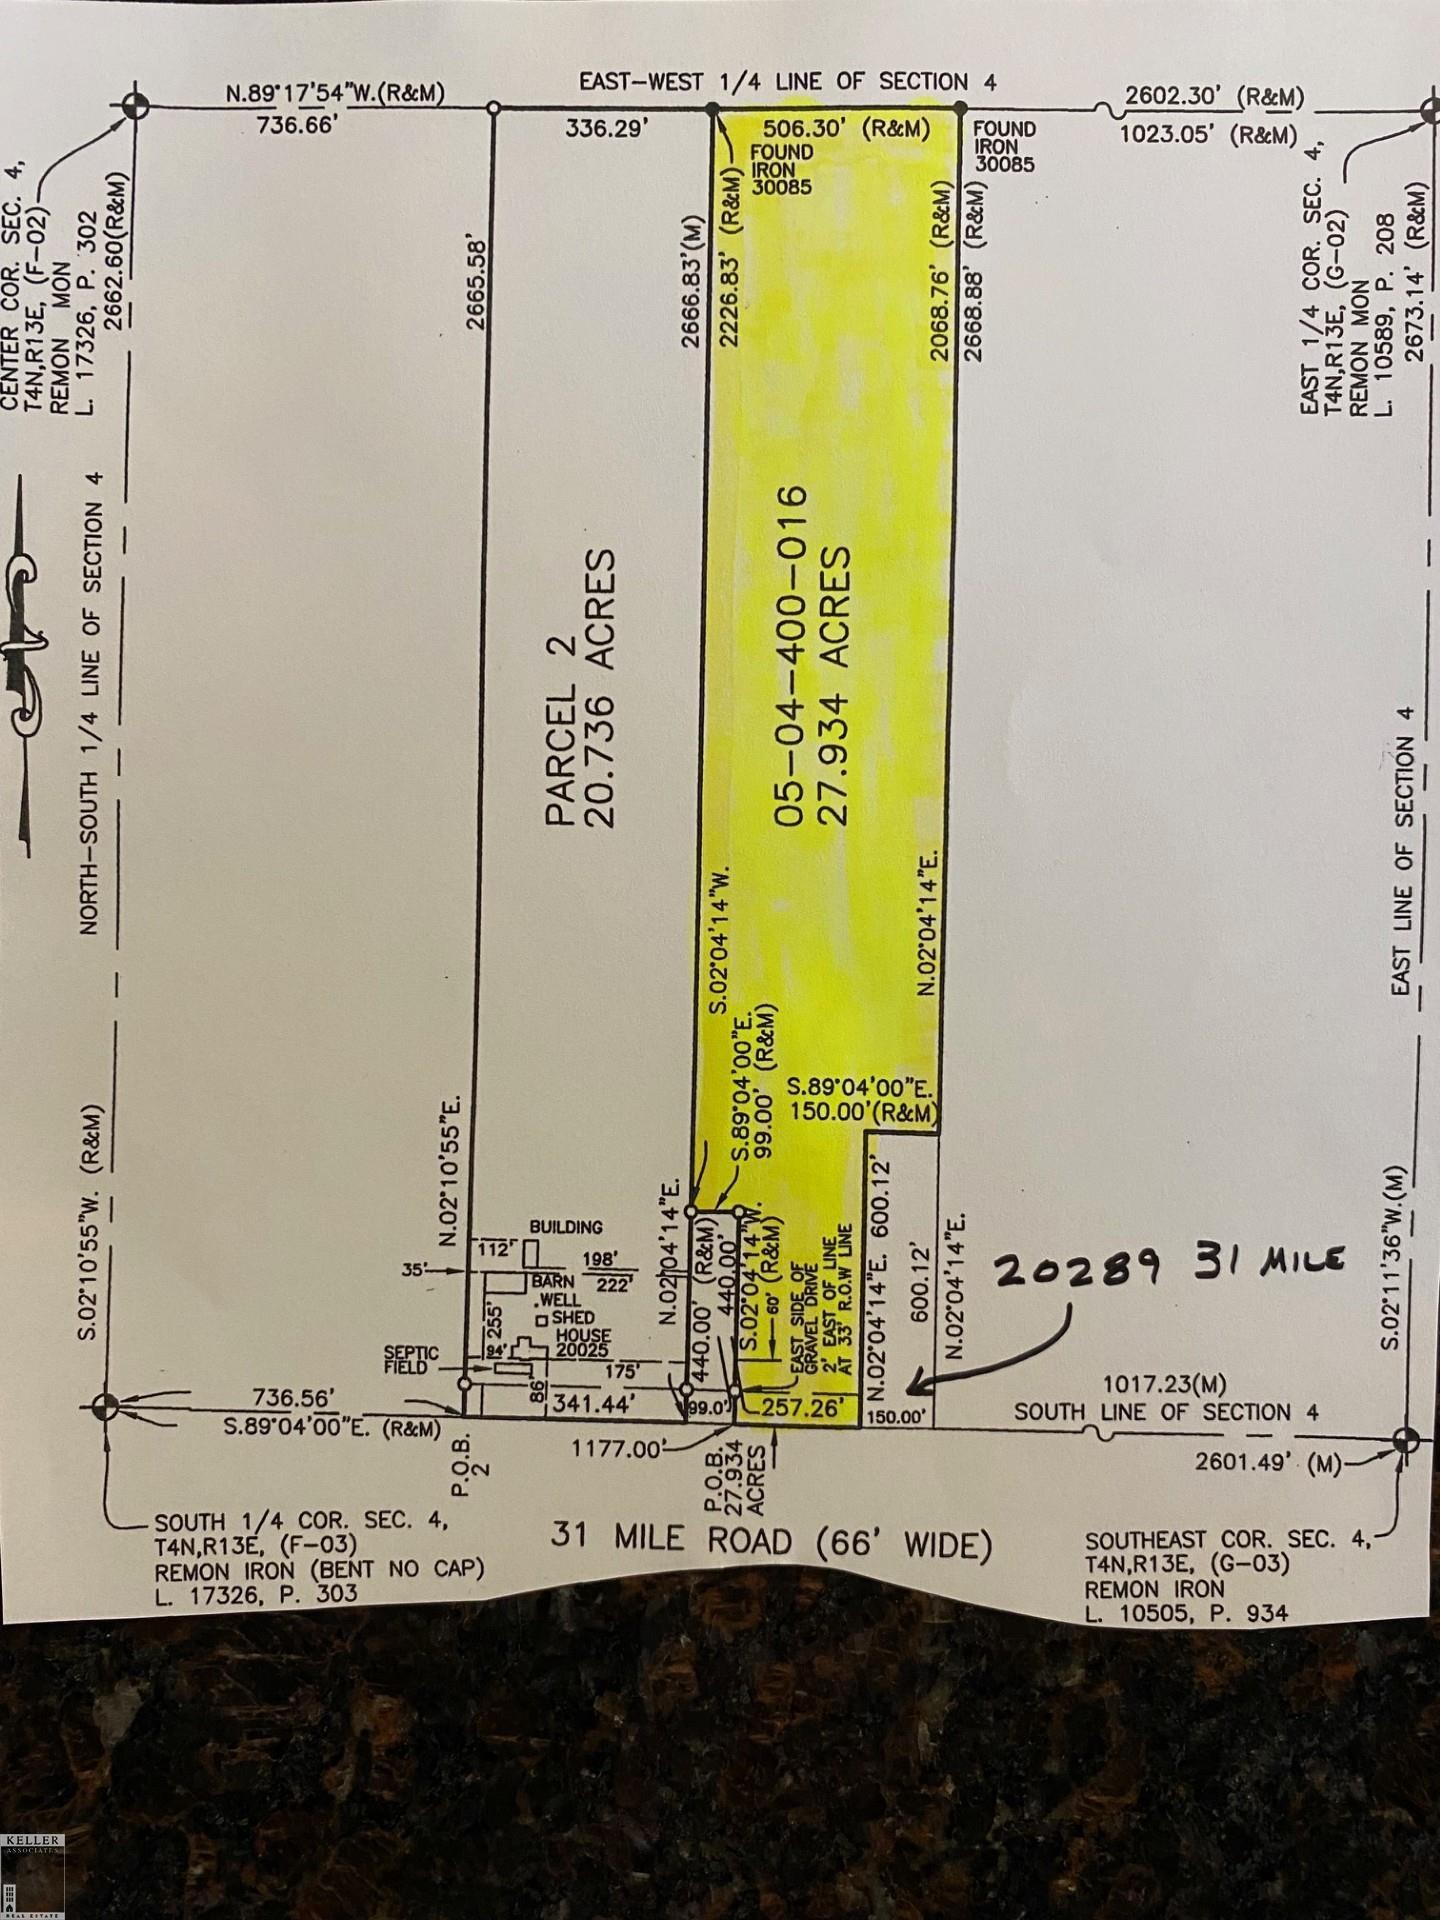 EAST-WEST 1/4 LINE OF SECTION 4
N.89°17'54"W.(R&M)
736.66'
336.29'
506.30' (R&M)
2602.30' (R&M)
1023.05' (R&M)
FOUND
IRON
30085
FOUND
IRON
30085
CENTER COR. SEC. 4,
T4N,R13E, (F-02)
REMON MON
L. 17326, P. 302
2662.60(R&M)
2665.58'
2666.83'(M)
2226.83' (R&M)
2068.76' (R&M)
2668.88' (R&M)
EAST 1/4 COR. SEC. 4,
T4N,R13E, (G-02)
REMON MON
L. 10589, P. 208
2673.14' (R&M)
NORTH-SOUTH 1/4 LINE OF SECTION 4
PARCEL 2
20.736 ACRES
05-04-400-016
27.934 ACRES
EAST LINE OF SECTION 4
S.02°04'14"W.
N.02°04'14"E.
S.89°04'00"E.
99.00' (R&M)
S.89°04'00"E.
150.00'(R&M)
S.02°10'55"W. (R&M)
N.02°10'55"E.
N.02°04'14"E.
440.00' (R&M)
440.00'
S.02°04'14"W.
(R&M)
60'
EAST SIDE OF
GRAVEL DRIVE
2' EAST OF LINE
AT 33' R.O.W LINE
N.02°04'14"E. 600.12'
600.12'
N.02°04'14"E.
S.02°11'36"W.(M)
20289 31 MILE
BUILDING
112'
198'
35'
BARN
222'
WELL
SHED
255'
HOUSE
20025
94'
SEPTIC
FIELD
175'
86'
736.56'
S.89°04'00"E. (R&M)
341.44'
99.0'
257.26'
150.00'
1017.23(M)
SOUTH LINE OF SECTION 4
2601.49' (M)
1177.00'
P.O.B.
2
P.O.B.
27.934
ACRES
31 MILE ROAD (66' WIDE)
SOUTH 1/4 COR. SEC. 4,
T4N,R13E, (F-03)
REMON IRON (BENT NO CAP)
L. 17326, P. 303
SOUTHEAST COR. SEC. 4,
T4N,R13E, (G-03)
REMON IRON
L. 10505, P. 934
KELLER
ASSOCIATES
REAL ESTATE